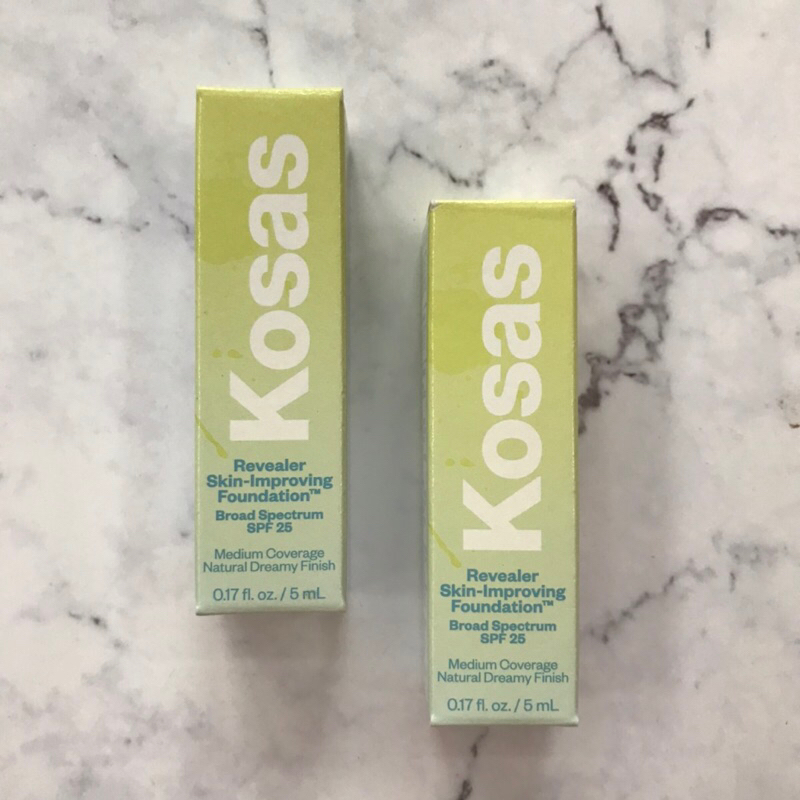 Kosas
Revealer
Skin-Improving
Foundation™
Broad Spectrum
SPF 25
Medium Coverage
Natural Dreamy Finish
0.17 fl. oz. / 5 mL
Kosas
Revealer
Skin-Improving
Foundation™
Broad Spectrum
SPF 25
Medium Coverage
Natural Dreamy Finish
0.17 fl. oz. / 5 mL